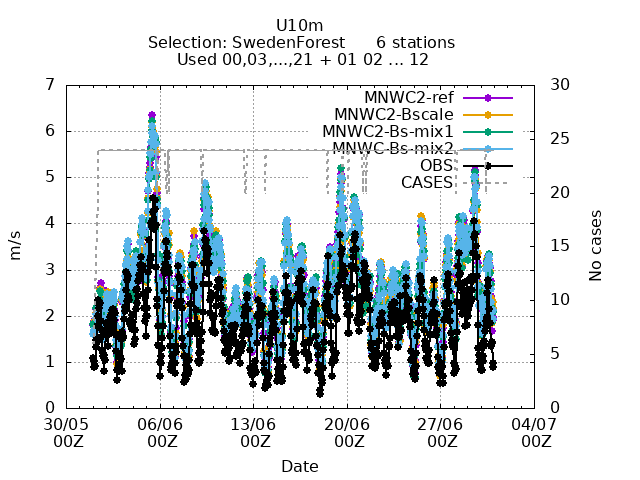 U10m
Selection: SwedenForest 6 stations
Used 00,03,...,21 + 01 02 ... 12
MNWC2-ref
MNWC2-Bscale
MNWC2-Bs-mix1
MNWC-Bs-mix2
OBS
CASES
7
6
5
4
3
2
1
0
m/s
30
25
20
15
10
5
0
No cases
30/05 06/06 13/06 20/06 27/06 04/07
00Z 00Z 00Z 00Z 00Z 00Z
Date